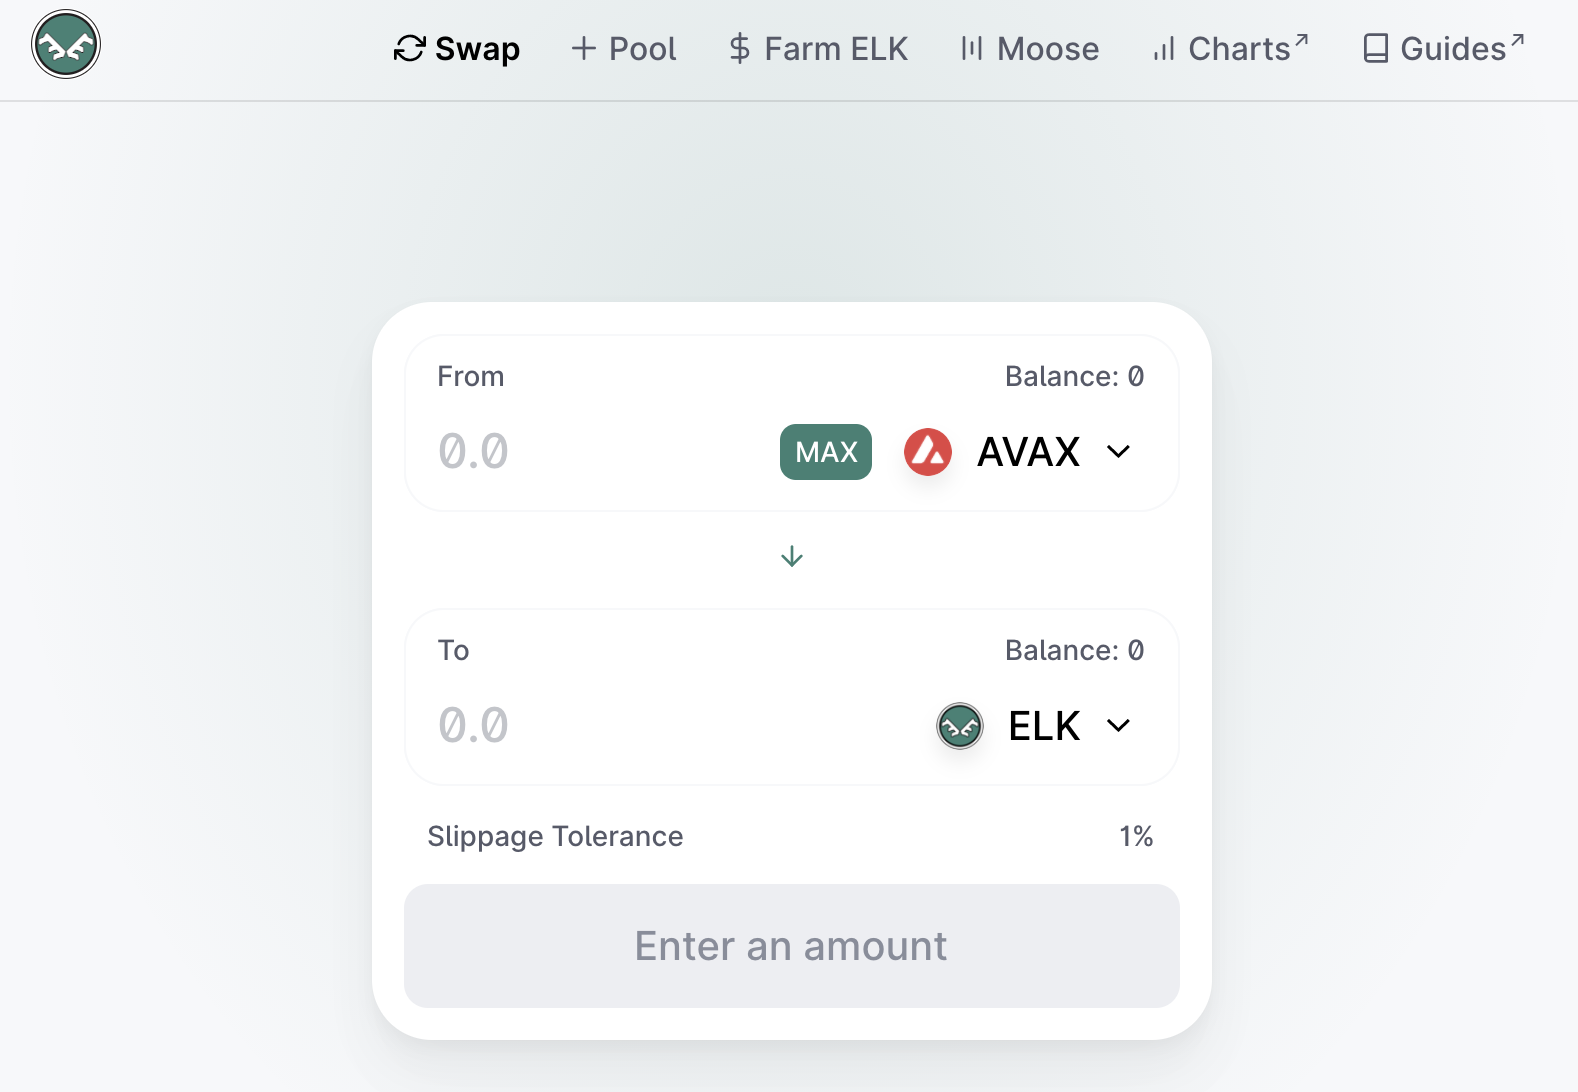 Swap Pool Farm ELK Moose Charts↗ Guides↗
From Balance: 0
0.0 MAX AVAX
To Balance: 0
0.0 ELK
Slippage Tolerance 1%
Enter an amount